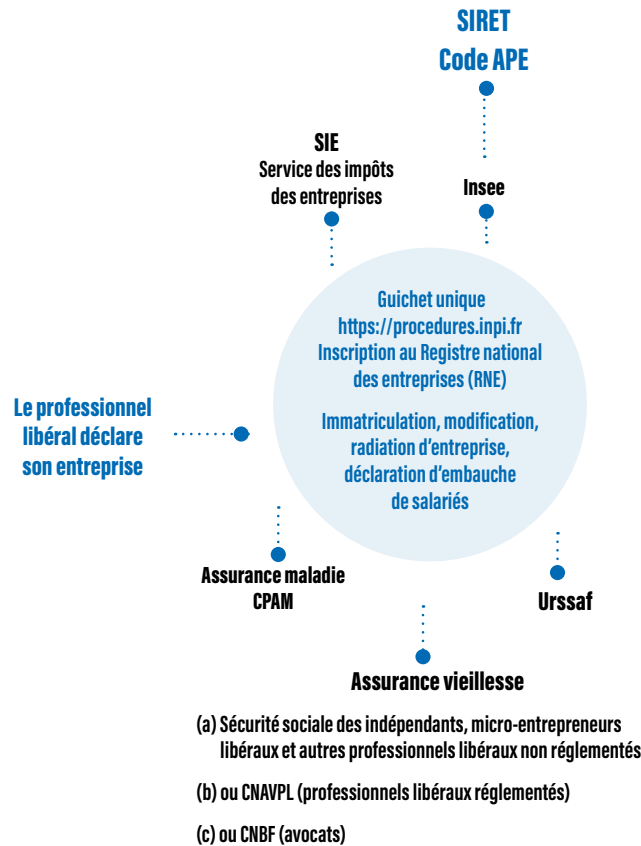 SIRET
Code APE
SIE
Service des impôts
des entreprises
Insee
Guichet unique
https://procedures.inpi.fr
Inscription au Registre national
des entreprises (RNE)
Immatriculation, modification,
radiation d’entreprise,
déclaration d’embauche
de salariés
Le professionnel
libéral déclare
son entreprise
Assurance maladie
CPAM
Urssaf
Assurance vieillesse
(a) Sécurité sociale des indépendants, micro-entrepreneurs
libéraux et autres professionnels libéraux non réglementés
(b) ou CNAVPL (professionnels libéraux réglementés)
(c) ou CNBF (avocats)